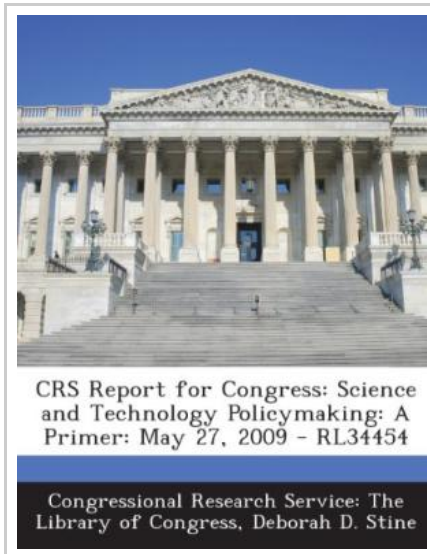 CRS Report for Congress: Science
and Technology Policymaking: A
Primer: May 27, 2009 - RL34454
Congressional Research Service: The
Library of Congress, Deborah D. Stine